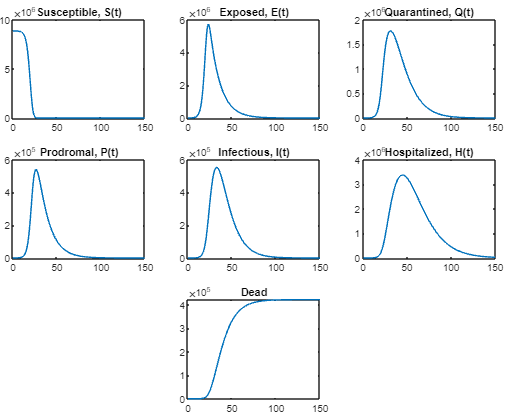 ×10⁶ Susceptible, S(t)
10
5
0
0 50 100 150
×10⁶ Exposed, E(t)
6
4
2
0
0 50 100 150
×10⁶ Quarantined, Q(t)
2
1.5
1
0.5
0
0 50 100 150
×10⁵ Prodromal, P(t)
6
4
2
0
0 50 100 150
×10⁵ Infectious, I(t)
6
4
2
0
0 50 100 150
×10⁶ Hospitalized, H(t)
4
3
2
1
0
0 50 100 150
×10⁵ Dead
4
3
2
1
0
0 50 100 150